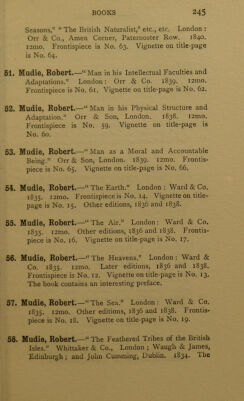 BOOKS 245
Seasons," "The British Naturalist," etc., etc. London:
Orr & Co., Amen Corner, Paternoster Row. 1840.
12mo. Frontispiece is No. 63. Vignette on title-page
is No. 64.
51. Mudie, Robert.—"Man in his Intellectual Faculties and
Adaptations." London: Orr & Co. 1839. 12mo.
Frontispiece is No. 61. Vignette on title-page is No. 62.
52. Mudie, Robert.—"Man in his Physical Structure and
Adaptation." Orr & Son, London. 1838. 12mo.
Frontispiece is No. 59. Vignette on title-page is
No. 60.
53. Mudie, Robert.—"Man as a Moral and Accountable
Being." Orr & Son, London. 1839. 12mo. Frontis-
piece is No. 65. Vignette on title-page is No. 66.
54. Mudie, Robert.—"The Earth." London: Ward & Co.
1835. 12mo. Frontispiece is No. 14. Vignette on title-
page is No. 15. Other editions, 1836 and 1838.
55. Mudie, Robert.—"The Air." London: Ward & Co.
1835. 12mo. Other editions, 1836 and 1838. Frontis-
piece is No. 16. Vignette on title-page is No. 17.
56. Mudie, Robert.—"The Heavens." London: Ward &
Co. 1835. 12mo. Later editions, 1836 and 1838.
Frontispiece is No. 12. Vignette on title-page is No. 13.
The book contains an interesting preface.
57. Mudie, Robert.—"The Sea." London: Ward & Co.
1835. 12mo. Other editions, 1836 and 1838. Frontis-
piece is No. 18. Vignette on title-page is No. 19.
58. Mudie, Robert.—"The Feathered Tribes of the British
Isles." Whittaker & Co., London; Waugh & James,
Edinburgh; and John Cumming, Dublin. 1834. The